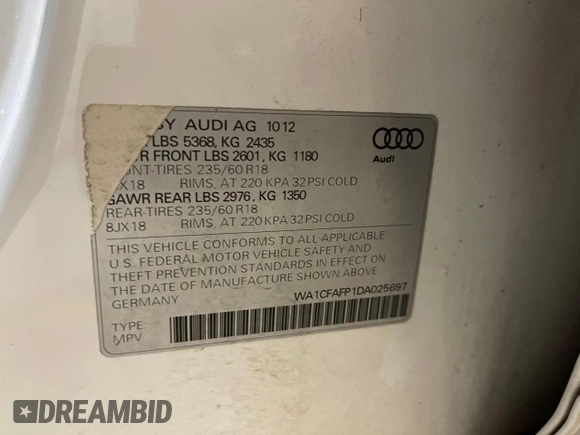 BY AUDI AG 10 12
LBS 5368, KG 2435
FRONT LBS 2601, KG 1180
NT-TIRES 235/60 R18
X18 RIMS, AT 220 KPA 32 PSI COLD
GAWR REAR LBS 2976, KG 1350
REAR-TIRES 235/60 R18
8JX18 RIMS, AT 220 KPA 32 PSI COLD
Audi
THIS VEHICLE CONFORMS TO ALL APPLICABLE
U.S. FEDERAL MOTOR VEHICLE SAFETY AND
THEFT PREVENTION STANDARDS IN EFFECT ON
THE DATE OF MANUFACTURE SHOWN ABOVE.
GERMANY
WA1CFAFP1DA025697
TYPE
MPV
DREAMBID